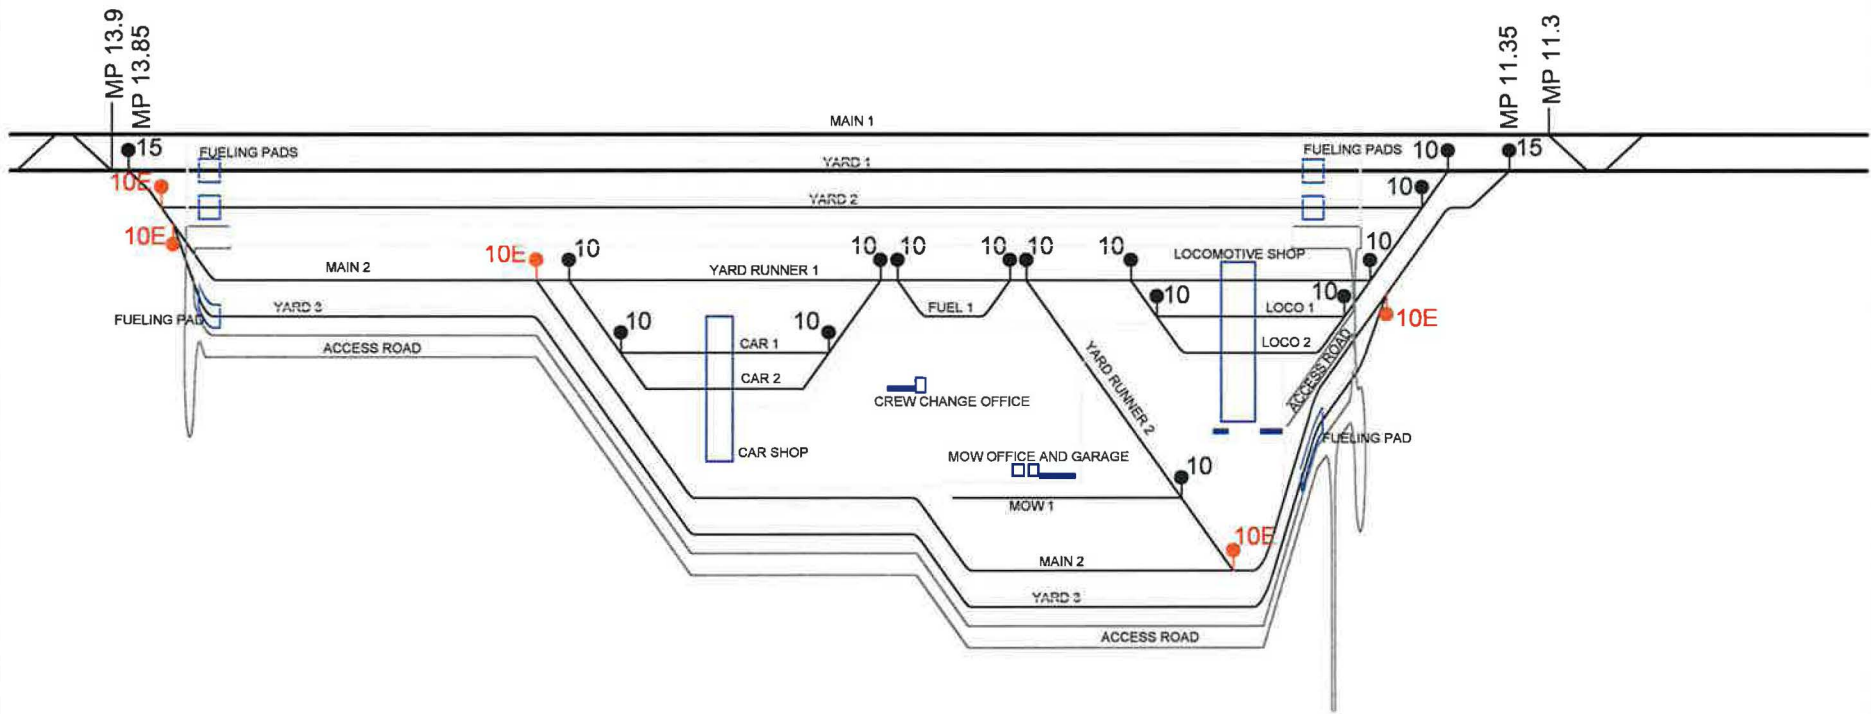 MP 13.9
MP 13.85
MP 11.35
MP 11.3
MAIN 1
15
FUELING PADS
YARD 1
FUELING PADS
10
15
10E
YARD 2
10
10E
10E
10
10
10
10
10
10
10
MAIN 2
YARD RUNNER 1
LOCOMOTIVE SHOP
YARD 3
FUEL 1
10
LOCO 1
10
10E
FUELING PAD
ACCESS ROAD
10
CAR 1
10
LOCO 2
CAR 2
YARD RUNNER 2
ACCESS ROAD
CREW CHANGE OFFICE
CAR SHOP
MOW OFFICE AND GARAGE
FUELING PAD
10
MOW 1
10E
MAIN 2
YARD 3
ACCESS ROAD